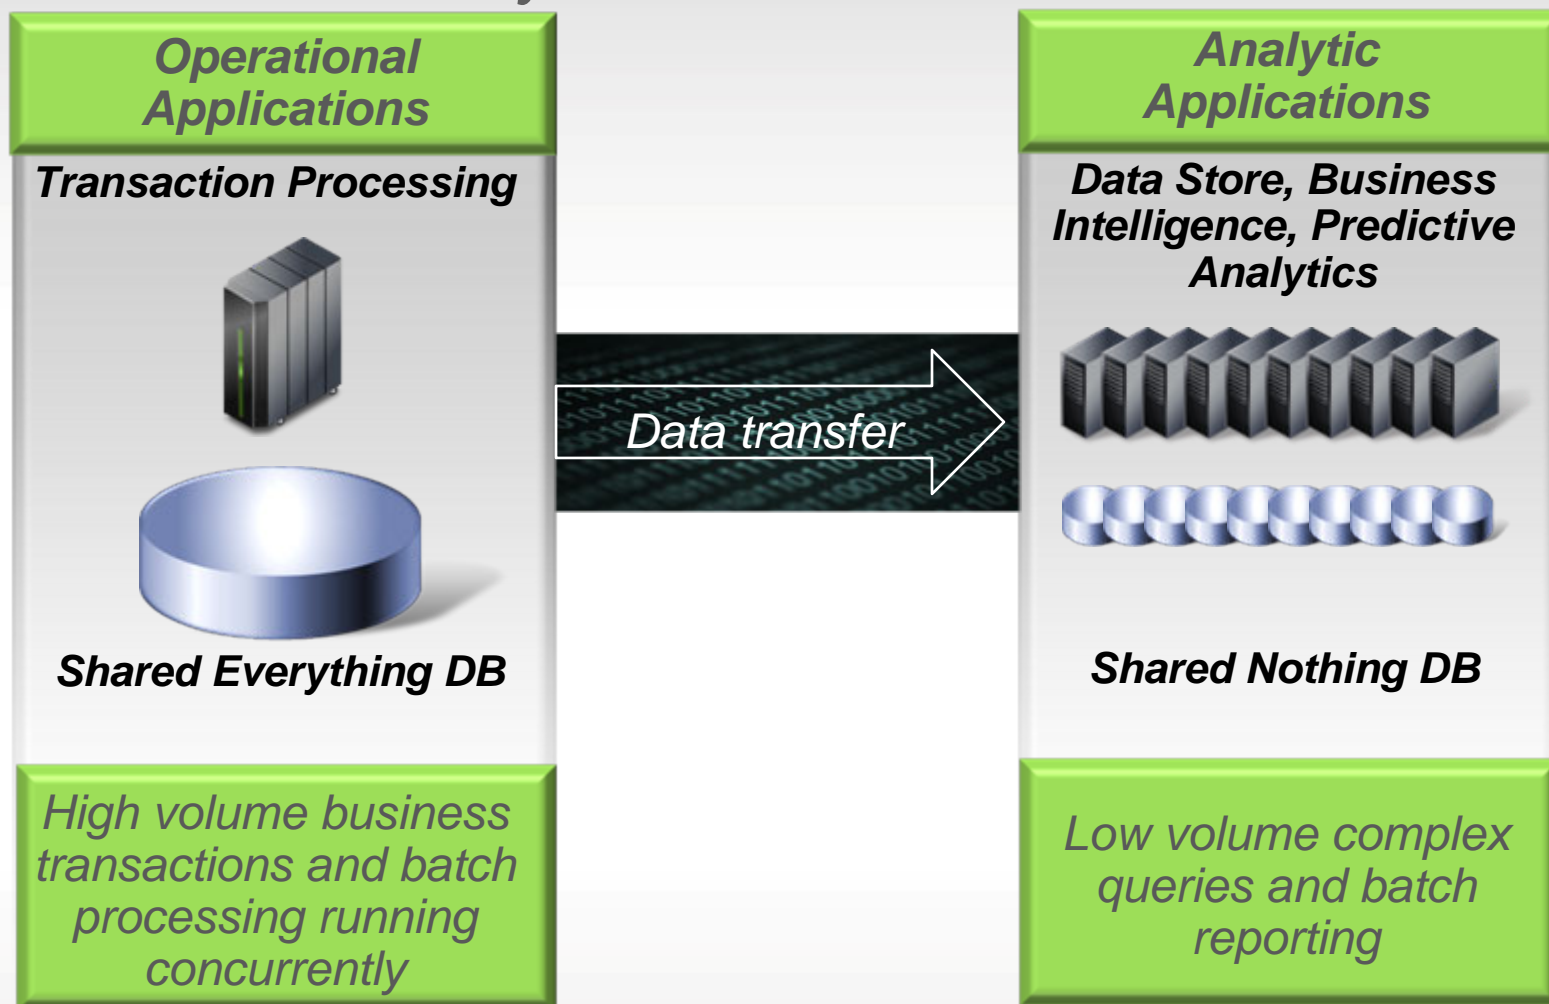 Operational
Applications
Transaction Processing
Shared Everything DB
High volume business
transactions and batch
processing running
concurrently
Data transfer
Analytic
Applications
Data Store, Business
Intelligence, Predictive
Analytics
Shared Nothing DB
Low volume complex
queries and batch
reporting